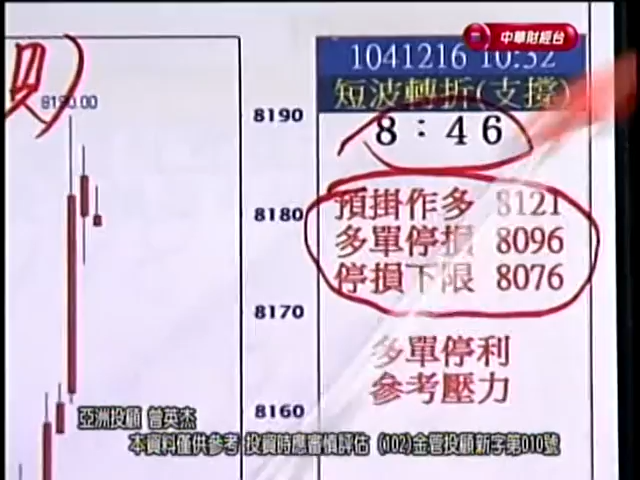 中華財經台
1041216 10:52
短波轉折(支撐)
8:46
8190.00
8190
預掛作多 8121
8180
多單停損 8096
停損下限 8076
8170
多單停利
參考壓力
8160
亞洲投顧 曾英杰
本資料僅供參考 投資時應審慎評估 (102)金管投顧新字第010號